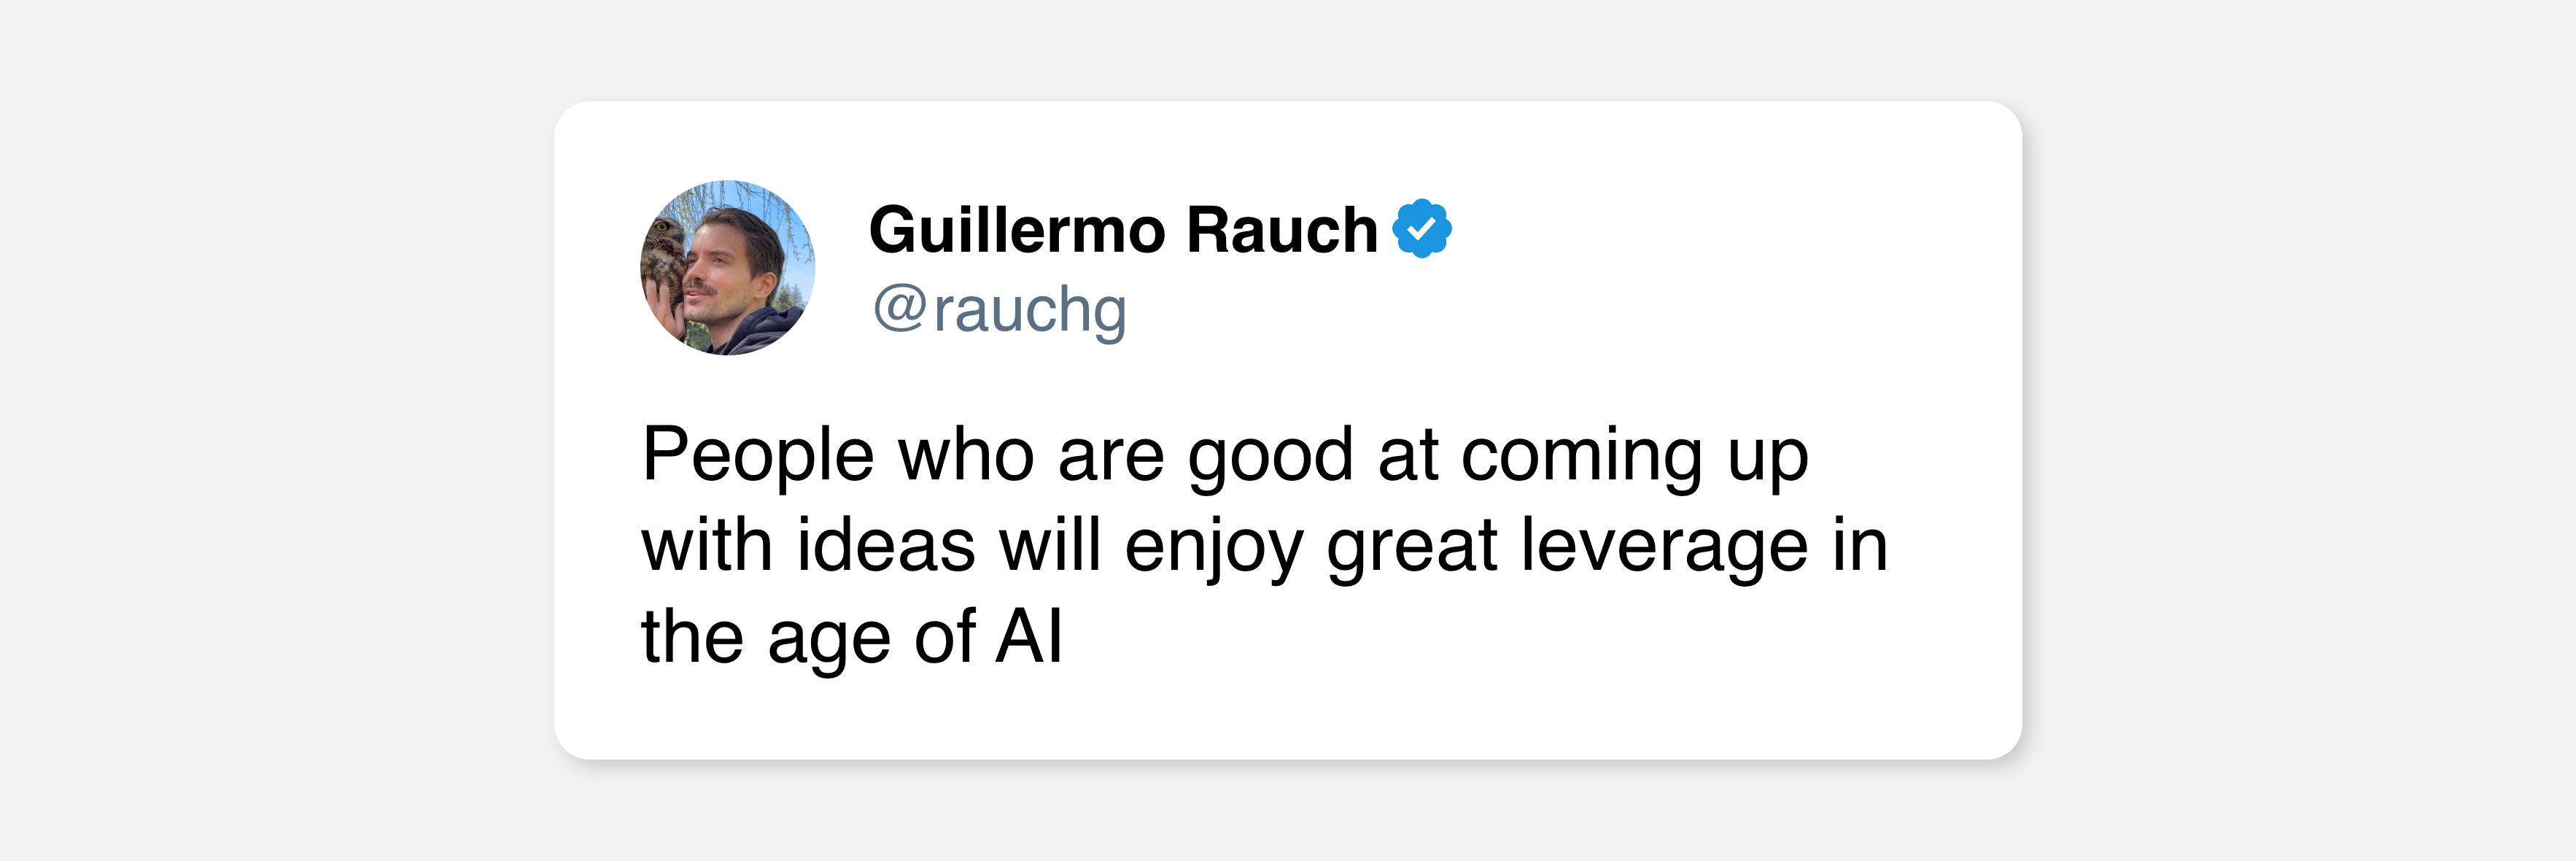 Guillermo Rauch
@rauchg
People who are good at coming up
with ideas will enjoy great leverage in
the age of AI